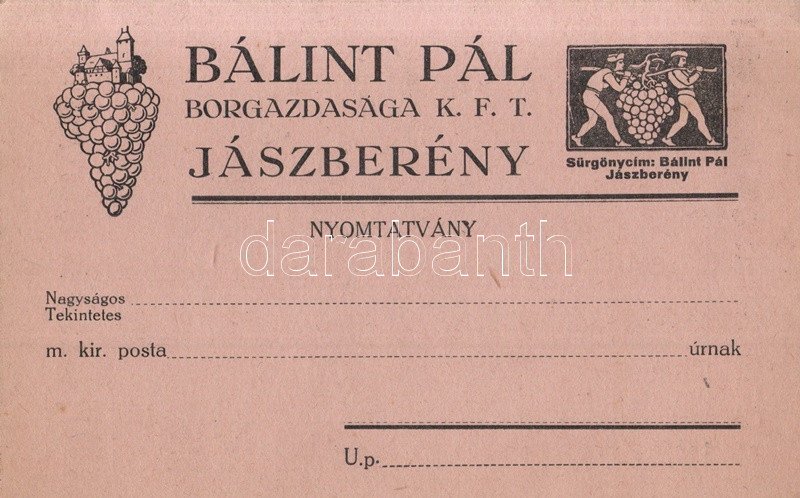 BÁLINT PÁL
BORGAZDASÁGA K. F. T.
JÁSZBERÉNY
Sürgönycím: Bálint Pál
Jászberény
NYOMTATVÁNY
darabanth
Nagyságos
Tekintetes
m. kir. posta úrnak
U.p.